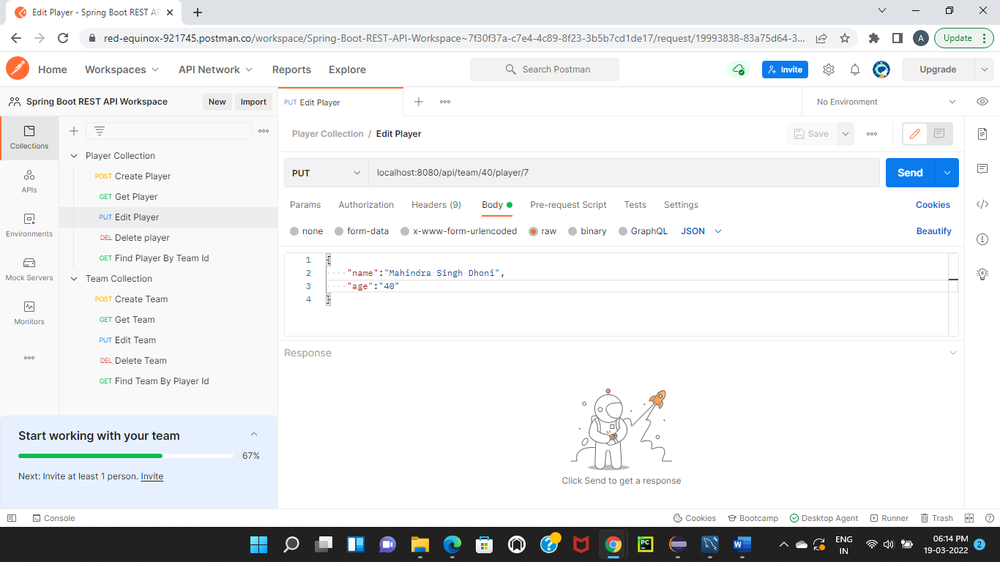 Edit Player - Spring Boot REST AP
red-equinox-921745.postman.co/workspace/Spring-Boot-REST-API-Workspace~7f30f37a-c7e4-4c89-8f23-3b5b7cd1de17/request/19993838-83a75d64-3...
A
Update
Home
Workspaces
API Network
Reports
Explore
Search Postman
Invite
Upgrade
Spring Boot REST API Workspace
New
Import
PUT Edit Player
No Environment
Collections
APIs
Environments
Mock Servers
Monitors
Player Collection
POST Create Player
GET Get Player
PUT Edit Player
DEL Delete player
GET Find Player By Team Id
Team Collection
POST Create Team
GET Get Team
PUT Edit Team
DEL Delete Team
GET Find Team By Player Id
Start working with your team
67%
Next: Invite at least 1 person. Invite
Player Collection / Edit Player
Save
PUT
localhost:8080/api/team/40/player/7
Send
Params
Authorization
Headers (9)
Body
Pre-request Script
Tests
Settings
Cookies
none
form-data
x-www-form-urlencoded
raw
binary
GraphQL
JSON
Beautify
1 {
2 "name":"Mahindra Singh Dhoni",
3 "age":"40"
4 }
Response
Click Send to get a response
Console
Cookies
Bootcamp
Desktop Agent
Runner
Trash
PC
W
ENG
IN
06:14 PM
19-03-2022
2